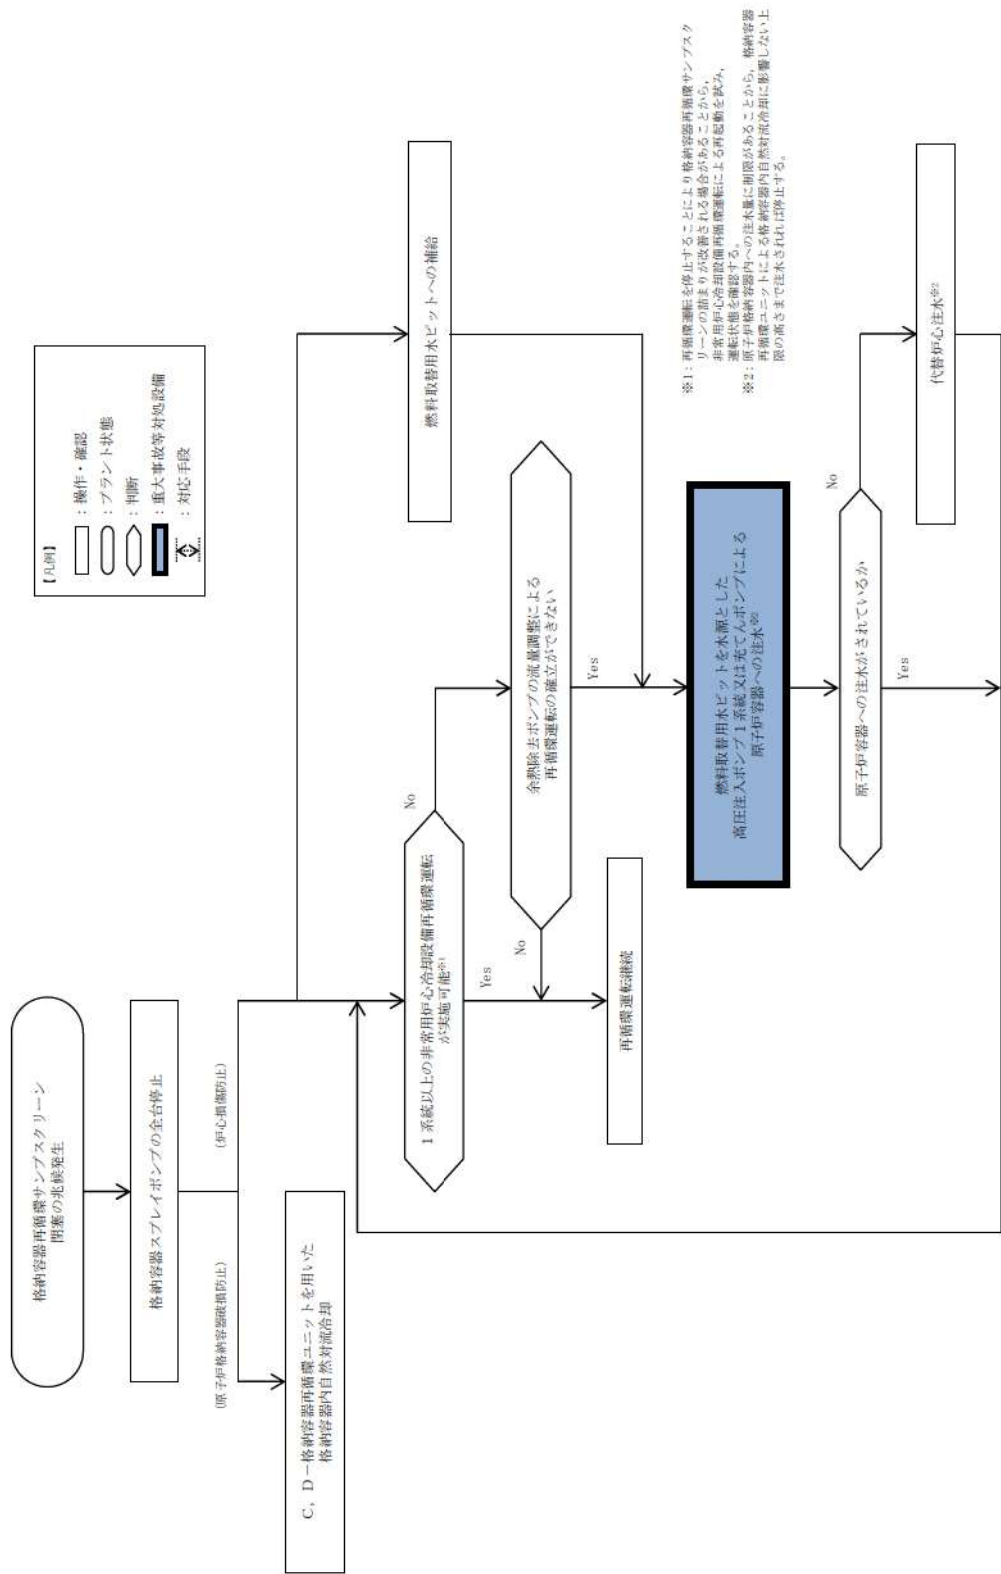 格納容器再循環サンプスクリーン
閉塞の兆候発生
格納容器スプレイポンプの全台停止
(原子炉格納容器破損防止)
(炉心損傷防止)
C，D－格納容器再循環ユニットを用いた
格納容器内自然対流冷却
【凡例】
：操作・確認
：プラント状態
：判断
：重大事故等対処設備
：対応手段
1系統以上の非常用炉心冷却設備再循環運転
が実施可能※1
No
Yes
燃料取替用水ピットへの補給
余熱除去ポンプの流量調整による
再循環運転の確立ができない
No
Yes
再循環運転継続
燃料取替用水ピットを水源とした
高圧注入ポンプ1系統又は充てんポンプによる
原子炉容器への注水※2
原子炉容器への注水がされているか
No
Yes
代替炉心注水※2
※1：再循環運転を停止することにより格納容器再循環サンプスク
リーンの詰まりが改善される場合があることから，
非常用炉心冷却設備再循環運転による再起動を試み，
運転状態を確認する。
※2：原子炉格納容器内への注水量に制限があることから，格納容器
再循環ユニットによる格納容器内自然対流冷却に影響しない上
限の高さまで注水されれば停止する。